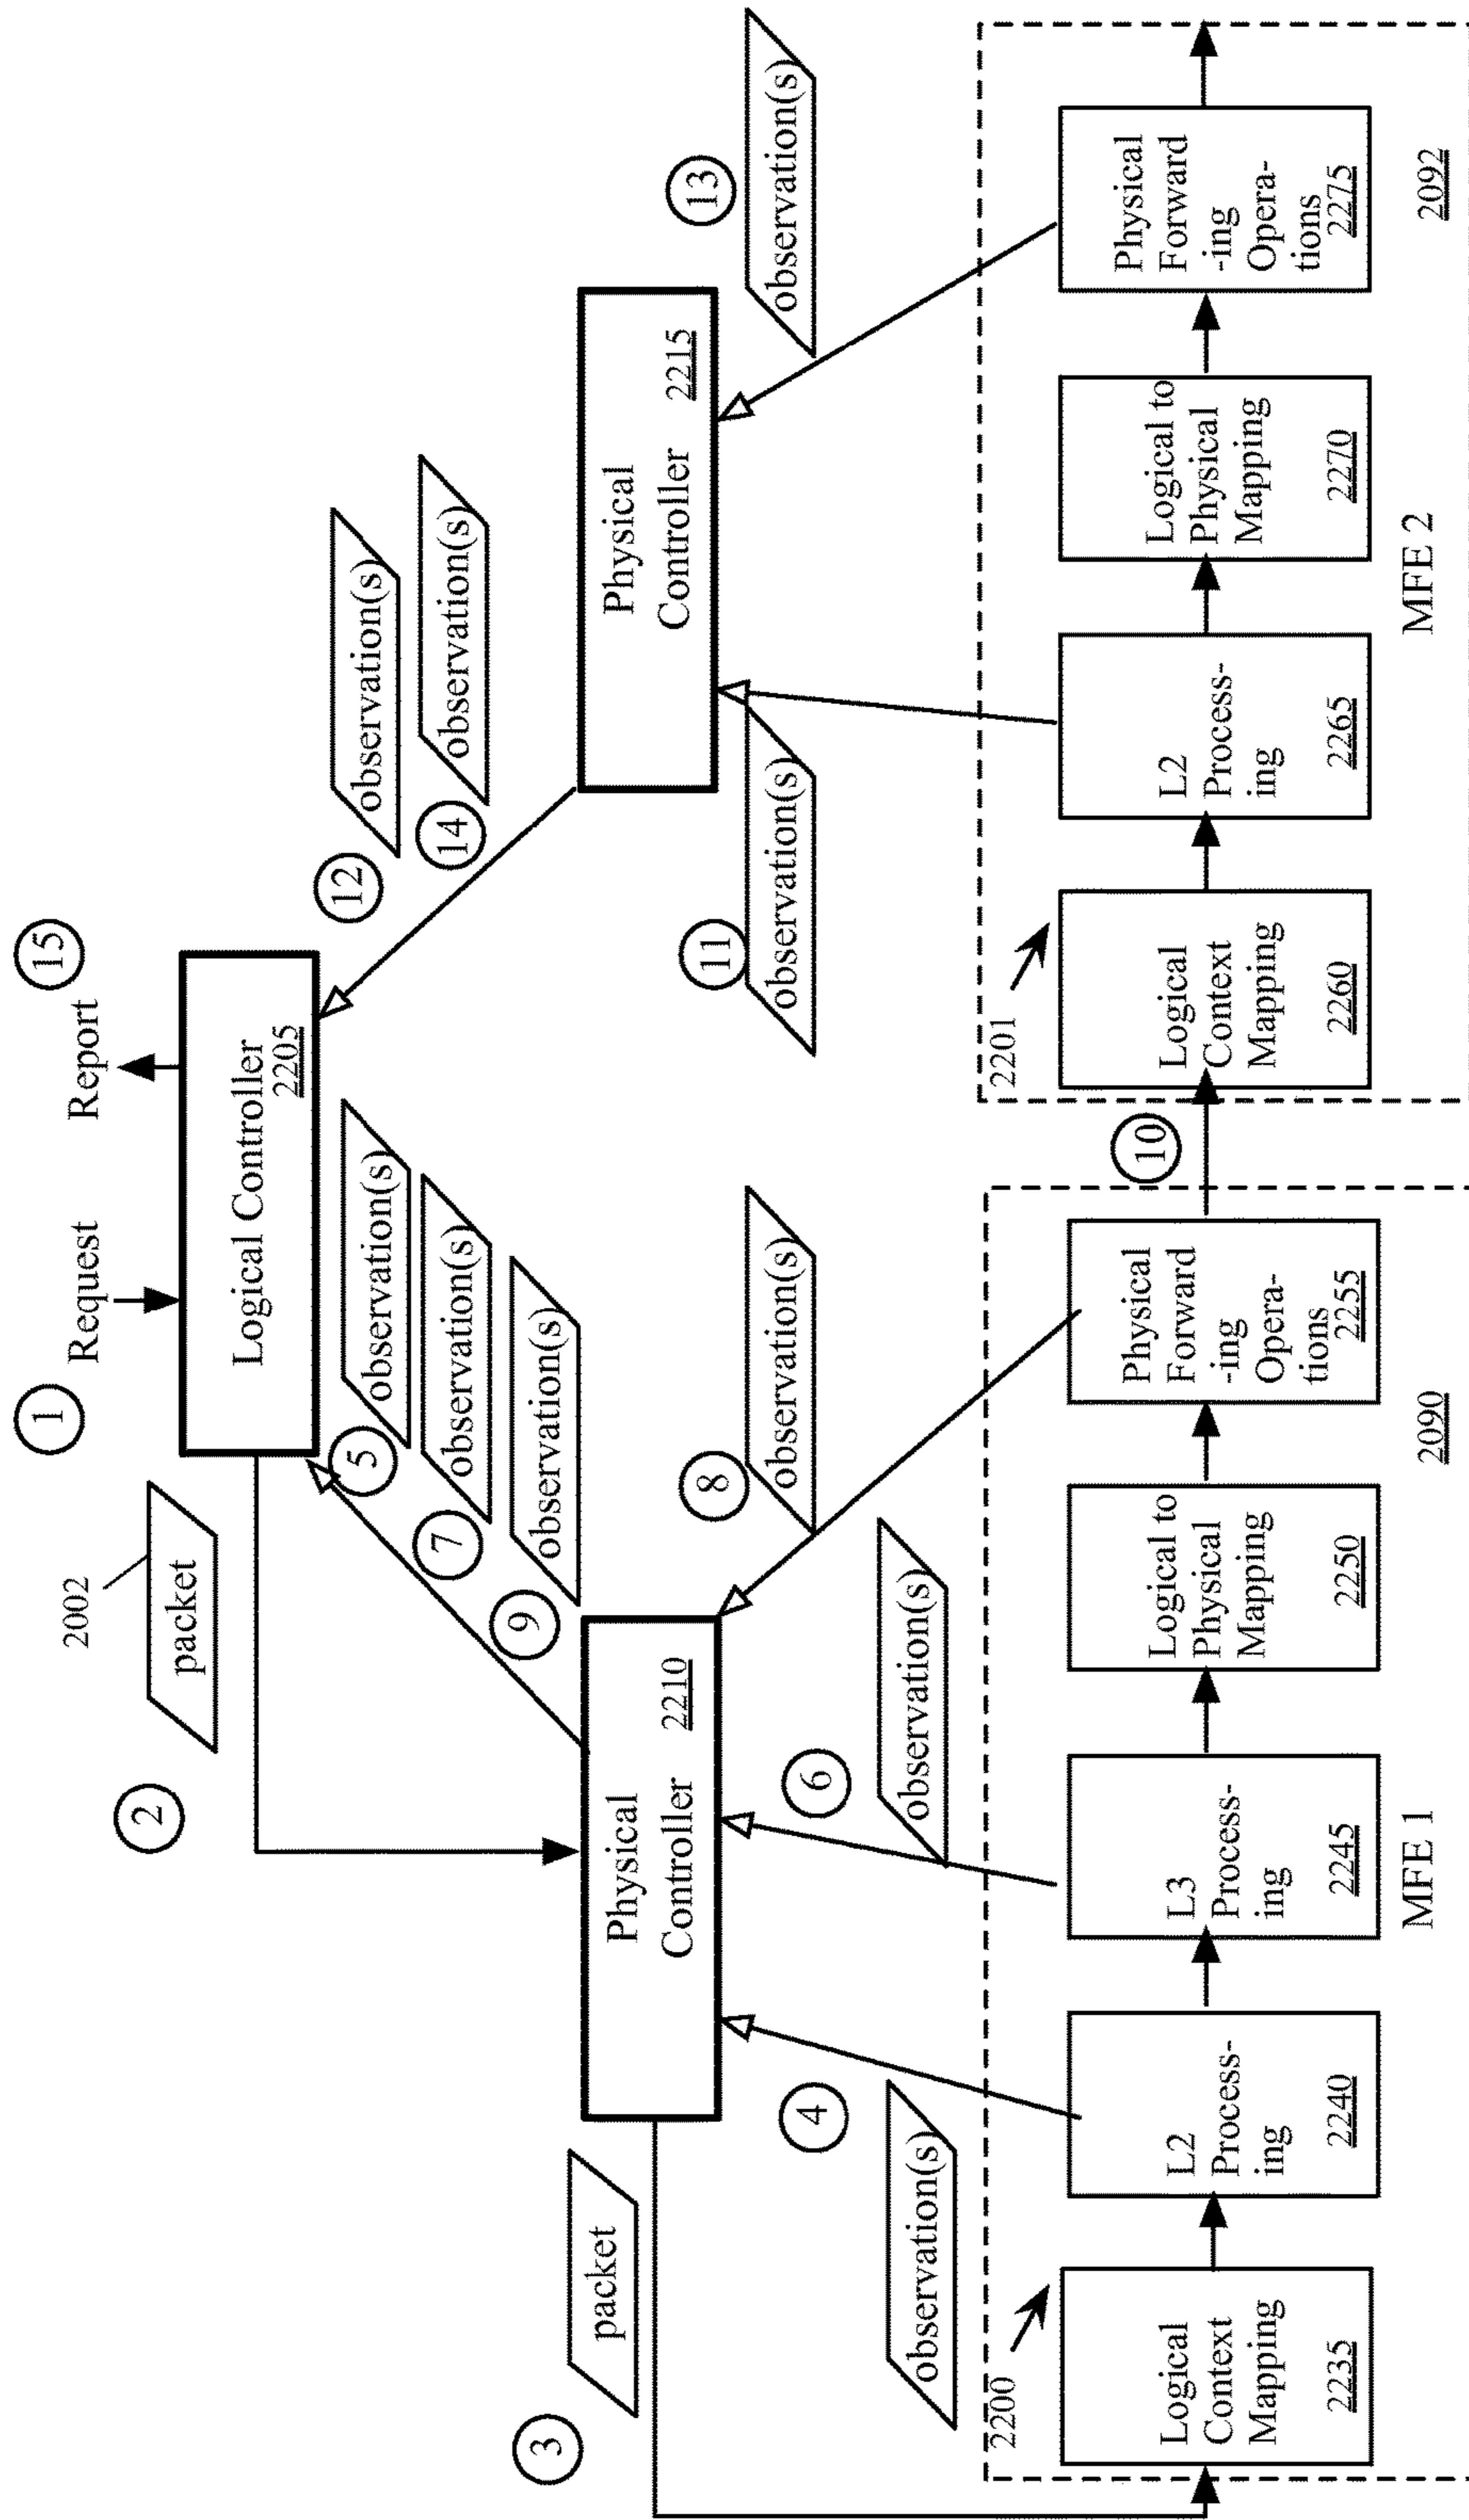 1
Request
Report
15
Logical Controller
2205
2
packet
2002
5
observation(s)
7
observation(s)
9
observation(s)
12
observation(s)
14
observation(s)
3
packet
Physical
Controller
2210
Physical
Controller
2215
4
observation(s)
6
observation(s)
8
observation(s)
11
observation(s)
13
observation(s)
2200
Logical
Context
Mapping
2235
L2
Process-
ing
2240
L3
Process-
ing
2245
Logical to
Physical
Mapping
2250
Physical
Forward
-ing
Opera-
tions
2255
10
2201
Logical
Context
Mapping
2260
L2
Process-
ing
2265
Logical to
Physical
Mapping
2270
Physical
Forward
-ing
Opera-
tions
2275
MFE 1
2090
MFE 2
2092